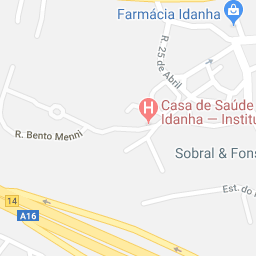 Farmácia Idanha
R. 25 de Abril
H
Casa de Saúde
Idanha — Institu
R. Bento Menni
Sobral & Fons
Est. do
14
A16